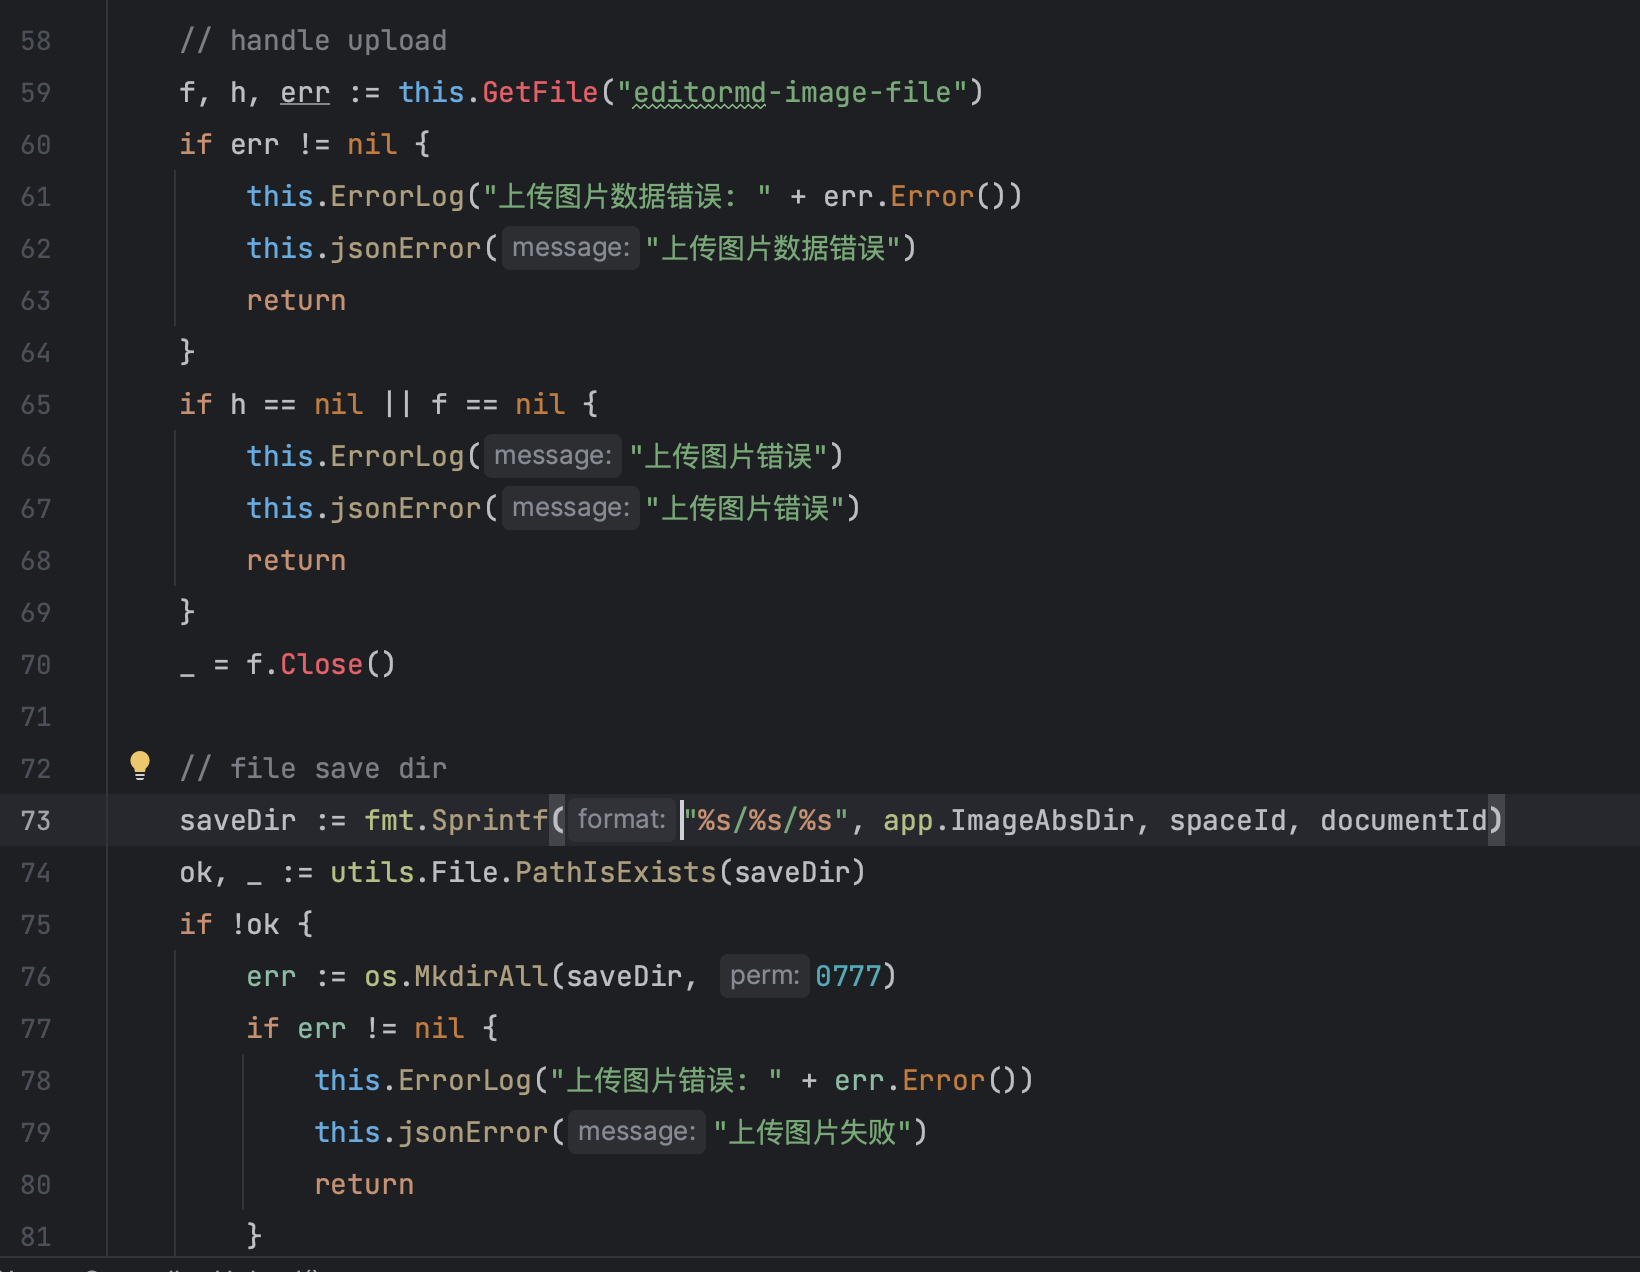 58 // handle upload
59 f, h, err := this.GetFile("editormd-image-file")
60 if err != nil {
61 this.ErrorLog("上传图片数据错误: " + err.Error())
62 this.jsonError( message: "上传图片数据错误")
63 return
64 }
65 if h == nil || f == nil {
66 this.ErrorLog( message: "上传图片错误")
67 this.jsonError( message: "上传图片错误")
68 return
69 }
70 _ = f.Close()
71
72 // file save dir
73 saveDir := fmt.Sprintf( format: "%s/%s/%s", app.ImageAbsDir, spaceId, documentId)
74 ok, _ := utils.File.PathIsExists(saveDir)
75 if !ok {
76 err := os.MkdirAll(saveDir, perm: 0777)
77 if err != nil {
78 this.ErrorLog("上传图片错误: " + err.Error())
79 this.jsonError( message: "上传图片失败")
80 return
81 }